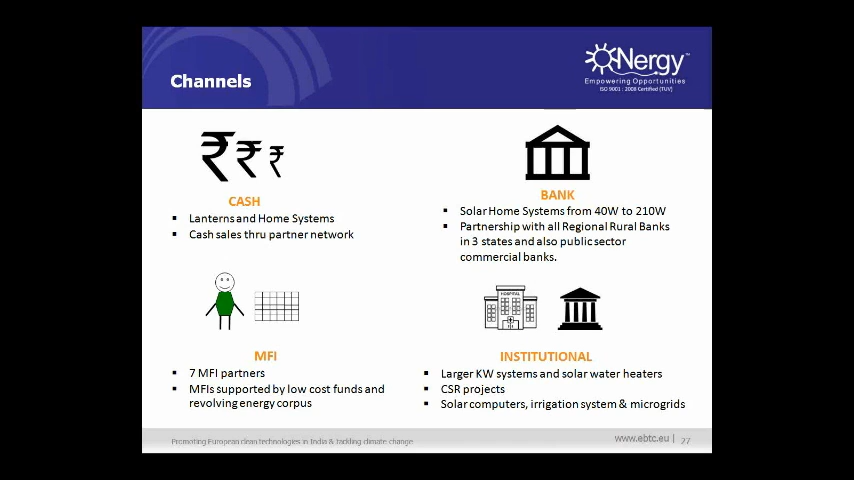 Channels
ONergy™
Empowering Opportunities
ISO 9001 : 2008 Certified (TUV)
₹₹₹
CASH
▪ Lanterns and Home Systems
▪ Cash sales thru partner network
BANK
▪ Solar Home Systems from 40W to 210W
▪ Partnership with all Regional Rural Banks
in 3 states and also public sector
commercial banks.
HOSPITAL
MFI
▪ 7 MFI partners
▪ MFIs supported by low cost funds and
revolving energy corpus
INSTITUTIONAL
▪ Larger KW systems and solar water heaters
▪ CSR projects
▪ Solar computers, irrigation system & microgrids
Promoting European clean technologies in India & Tackling climate change
www.ebtc.eu | 27